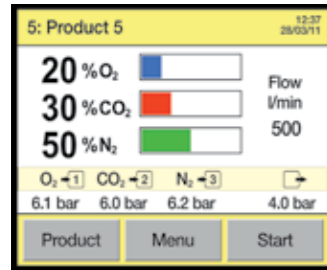 5: Product 5
12:37
28/03/11
20 %O₂
30 %CO₂
50 %N₂
Flow
l/min
500
O₂ 1 CO₂ 2 N₂ 3
6.1 bar 6.0 bar 6.2 bar 4.0 bar
Product Menu Start